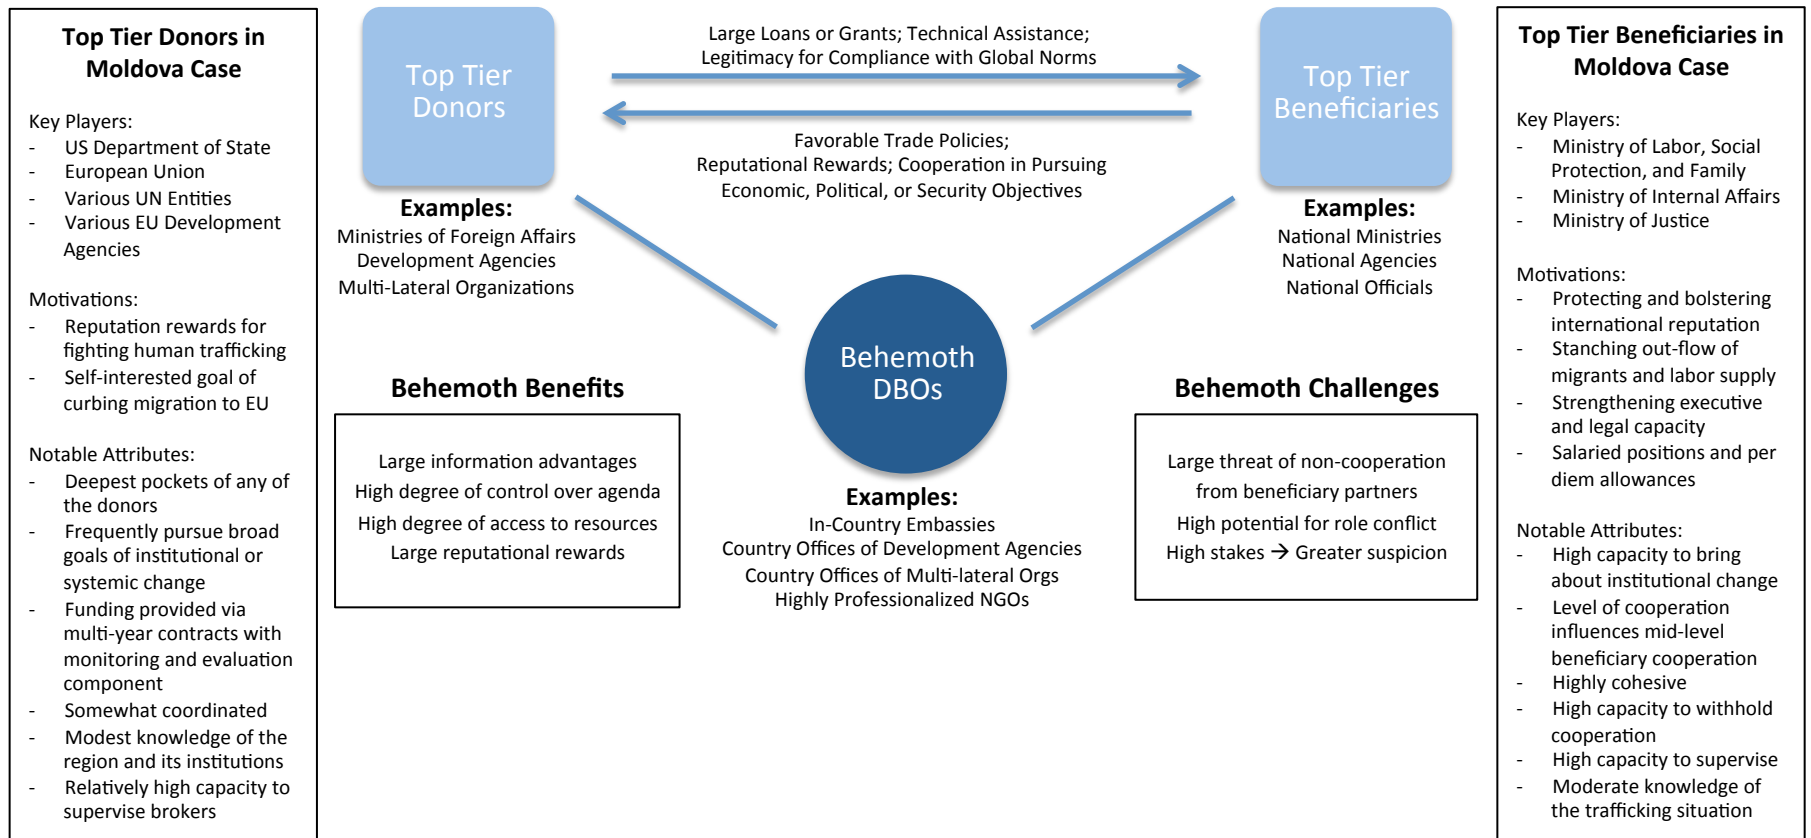 Top Tier Donors in
Moldova Case
Key Players:
- US Department of State
- European Union
- Various UN Entities
- Various EU Development
Agencies
Motivations:
- Reputation rewards for
fighting human trafficking
- Self-interested goal of
curbing migration to EU
Notable Attributes:
- Deepest pockets of any of
the donors
- Frequently pursue broad
goals of institutional or
systemic change
- Funding provided via
multi-year contracts with
monitoring and evaluation
component
- Somewhat coordinated
- Modest knowledge of the
region and its institutions
- Relatively high capacity to
supervise brokers
Top Tier
Donors
Large Loans or Grants; Technical Assistance;
Legitimacy for Compliance with Global Norms
Favorable Trade Policies;
Reputational Rewards; Cooperation in Pursuing
Economic, Political, or Security Objectives
Top Tier
Beneficiaries
Examples:
Ministries of Foreign Affairs
Development Agencies
Multi-Lateral Organizations
Examples:
National Ministries
National Agencies
National Officials
Behemoth
DBOs
Behemoth Benefits
Large information advantages
High degree of control over agenda
High degree of access to resources
Large reputational rewards
Examples:
In-Country Embassies
Country Offices of Development Agencies
Country Offices of Multi-lateral Orgs
Highly Professionalized NGOs
Behemoth Challenges
Large threat of non-cooperation
from beneficiary partners
High potential for role conflict
High stakes → Greater suspicion
Top Tier Beneficiaries in
Moldova Case
Key Players:
- Ministry of Labor, Social
Protection, and Family
- Ministry of Internal Affairs
- Ministry of Justice
Motivations:
- Protecting and bolstering
international reputation
- Stanching out-flow of
migrants and labor supply
- Strengthening executive
and legal capacity
- Salaried positions and per
diem allowances
Notable Attributes:
- High capacity to bring
about institutional change
- Level of cooperation
influences mid-level
beneficiary cooperation
- Highly cohesive
- High capacity to withhold
cooperation
- High capacity to supervise
- Moderate knowledge of
the trafficking situation